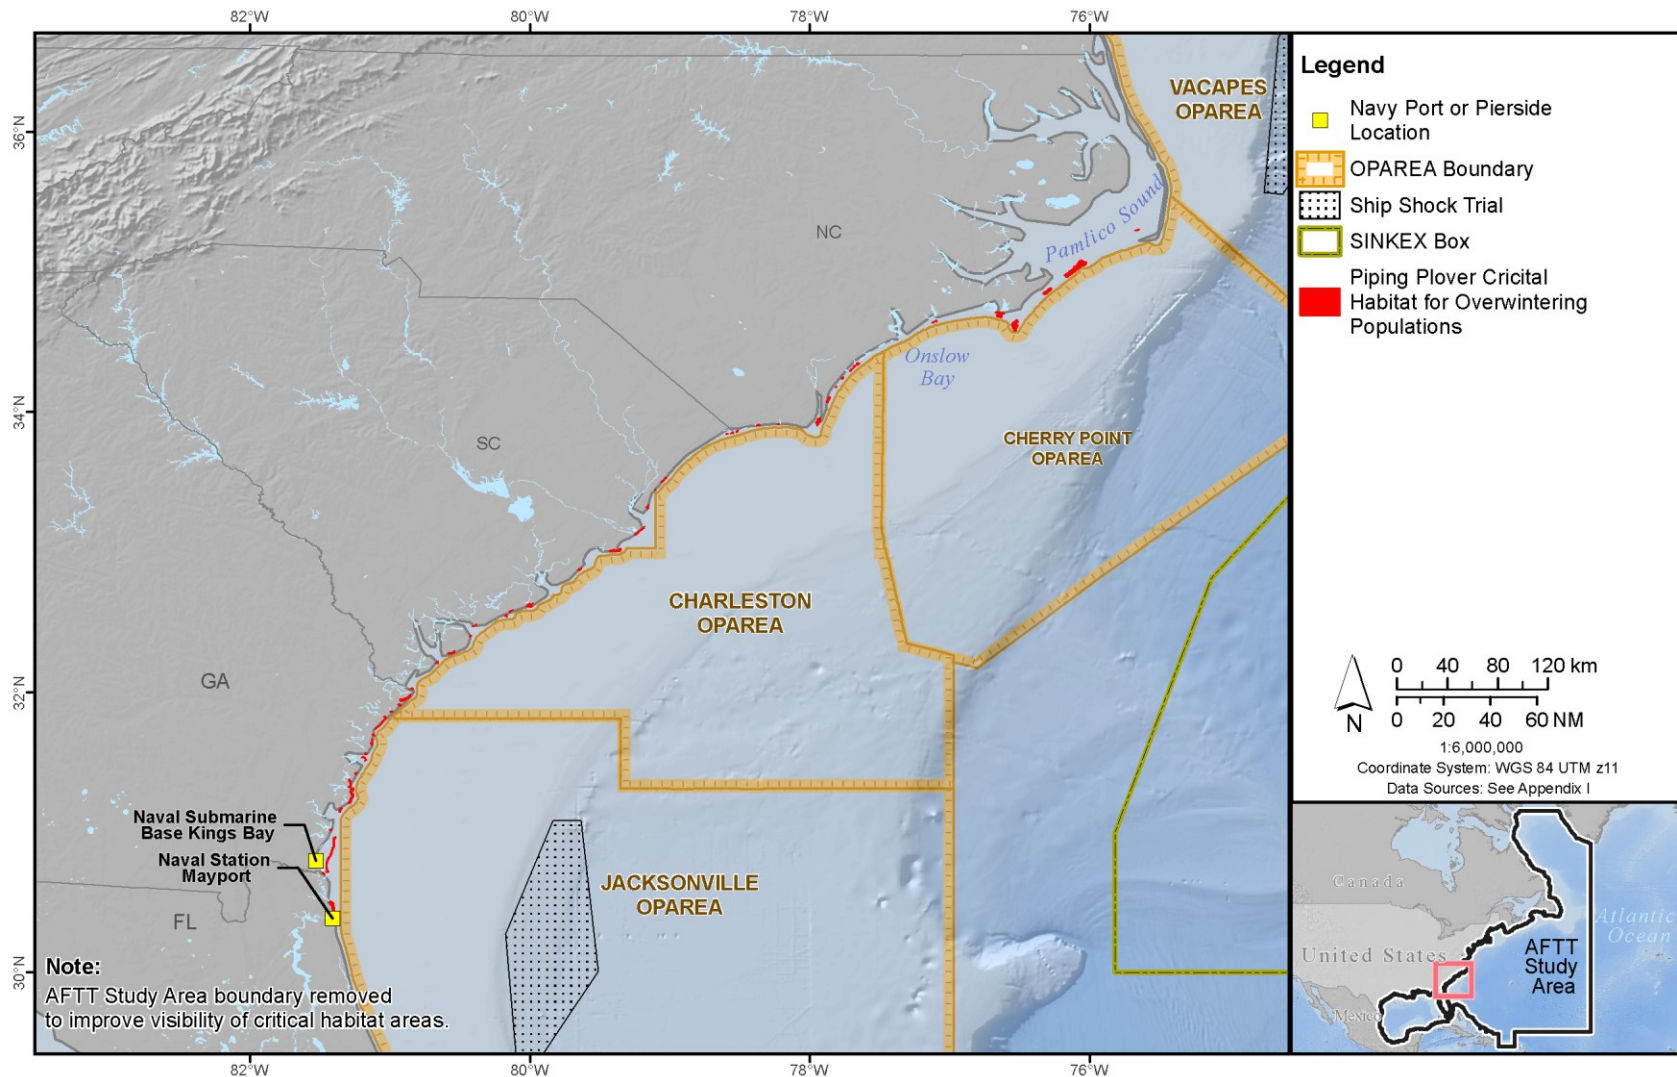 82°W
80°W
78°W
76°W
36°N
34°N
32°N
30°N
VACAPES
OPAREA
NC
Pamlico Sound
Onslow
Bay
SC
CHERRY POINT
OPAREA
CHARLESTON
OPAREA
GA
Naval Submarine
Base Kings Bay
Naval Station
Mayport
JACKSONVILLE
OPAREA
FL
Note:
AFTT Study Area boundary removed
to improve visibility of critical habitat areas.
82°W
80°W
78°W
76°W
Legend
Navy Port or Pierside
Location
OPAREA Boundary
Ship Shock Trial
SINKEX Box
Piping Plover Cricital
Habitat for Overwintering
Populations
N
0 40 80 120 km
0 20 40 60 NM
1:6,000,000
Coordinate System: WGS 84 UTM z11
Data Sources: See Appendix I
Canada
United States
Mexico
Atlantic
Ocean
AFTT
Study
Area